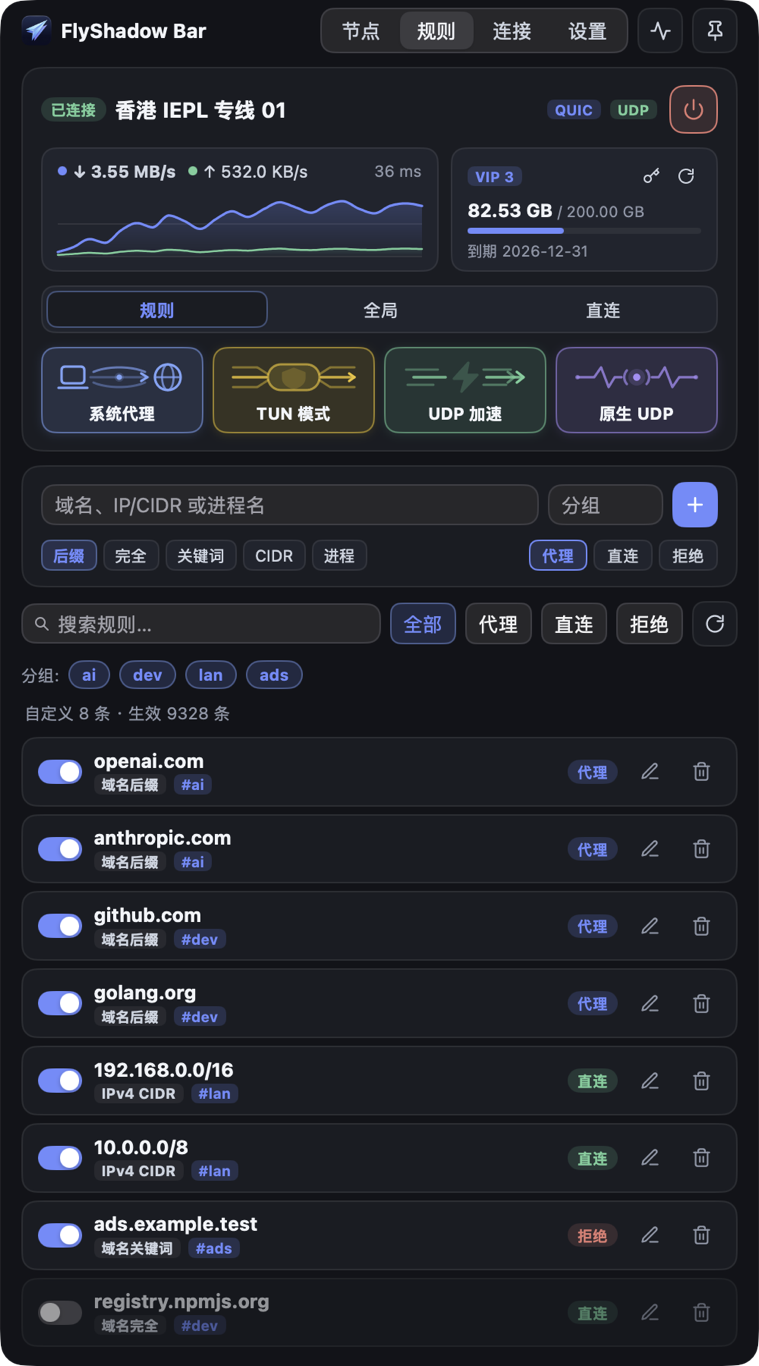 FlyShadow Bar 节点 规则 连接 设置
已连接 香港 IEPL 专线 01 QUIC UDP
↓ 3.55 MB/s ↑ 532.0 KB/s 36 ms
VIP 3
82.53 GB / 200.00 GB
到期 2026-12-31
规则 全局 直连
系统代理 TUN 模式 UDP 加速 原生 UDP
域名、IP/CIDR 或进程名 分组 +
后缀 完全 关键词 CIDR 进程 代理 直连 拒绝
搜索规则... 全部 代理 直连 拒绝
分组: ai dev lan ads
自定义 8 条 · 生效 9328 条
openai.com
域名后缀 #ai 代理
anthropic.com
域名后缀 #ai 代理
github.com
域名后缀 #dev 代理
golang.org
域名后缀 #dev 代理
192.168.0.0/16
IPv4 CIDR #lan 直连
10.0.0.0/8
IPv4 CIDR #lan 直连
ads.example.test
域名关键词 #ads 拒绝
registry.npmjs.org
域名完全 #dev 直连